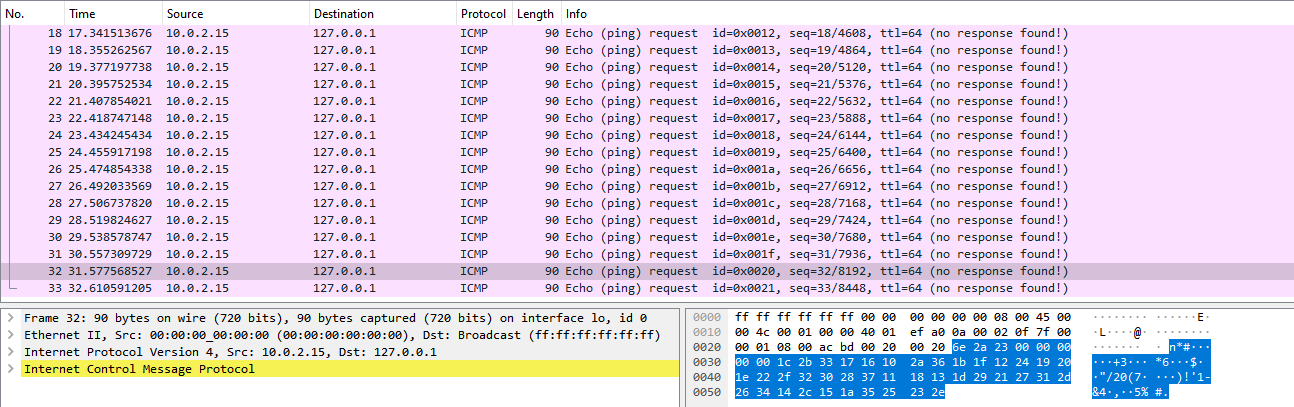 No. Time Source Destination Protocol Length Info
18 17.341513676 10.0.2.15 127.0.0.1 ICMP 90 Echo (ping) request id=0x0012, seq=18/4608, ttl=64 (no response found!)
19 18.355262567 10.0.2.15 127.0.0.1 ICMP 90 Echo (ping) request id=0x0013, seq=19/4864, ttl=64 (no response found!)
20 19.377197738 10.0.2.15 127.0.0.1 ICMP 90 Echo (ping) request id=0x0014, seq=20/5120, ttl=64 (no response found!)
21 20.395752534 10.0.2.15 127.0.0.1 ICMP 90 Echo (ping) request id=0x0015, seq=21/5376, ttl=64 (no response found!)
22 21.407854021 10.0.2.15 127.0.0.1 ICMP 90 Echo (ping) request id=0x0016, seq=22/5632, ttl=64 (no response found!)
23 22.418747148 10.0.2.15 127.0.0.1 ICMP 90 Echo (ping) request id=0x0017, seq=23/5888, ttl=64 (no response found!)
24 23.434245434 10.0.2.15 127.0.0.1 ICMP 90 Echo (ping) request id=0x0018, seq=24/6144, ttl=64 (no response found!)
25 24.455917198 10.0.2.15 127.0.0.1 ICMP 90 Echo (ping) request id=0x0019, seq=25/6400, ttl=64 (no response found!)
26 25.474854338 10.0.2.15 127.0.0.1 ICMP 90 Echo (ping) request id=0x001a, seq=26/6656, ttl=64 (no response found!)
27 26.492033569 10.0.2.15 127.0.0.1 ICMP 90 Echo (ping) request id=0x001b, seq=27/6912, ttl=64 (no response found!)
28 27.506737820 10.0.2.15 127.0.0.1 ICMP 90 Echo (ping) request id=0x001c, seq=28/7168, ttl=64 (no response found!)
29 28.519824627 10.0.2.15 127.0.0.1 ICMP 90 Echo (ping) request id=0x001d, seq=29/7424, ttl=64 (no response found!)
30 29.538578747 10.0.2.15 127.0.0.1 ICMP 90 Echo (ping) request id=0x001e, seq=30/7680, ttl=64 (no response found!)
31 30.557309729 10.0.2.15 127.0.0.1 ICMP 90 Echo (ping) request id=0x001f, seq=31/7936, ttl=64 (no response found!)
32 31.577568527 10.0.2.15 127.0.0.1 ICMP 90 Echo (ping) request id=0x0020, seq=32/8192, ttl=64 (no response found!)
33 32.610591205 10.0.2.15 127.0.0.1 ICMP 90 Echo (ping) request id=0x0021, seq=33/8448, ttl=64 (no response found!)
Frame 32: 90 bytes on wire (720 bits), 90 bytes captured (720 bits) on interface lo, id 0
Ethernet II, Src: 00:00:00_00:00:00 (00:00:00:00:00:00), Dst: Broadcast (ff:ff:ff:ff:ff:ff)
Internet Protocol Version 4, Src: 10.0.2.15, Dst: 127.0.0.1
Internet Control Message Protocol
0000 ff ff ff ff ff ff 00 00 00 00 00 00 08 00 45 00 ········ ······E·
0010 00 4c 00 01 00 00 40 01 ef a0 0a 00 02 0f 7f 00 ·L····@· ········
0020 00 01 08 00 ac bd 00 20 00 20 6e 2a 23 00 00 00 ······· · n*#···
0030 00 00 1c 2b 33 17 16 10 2a 36 1b 1f 12 24 19 20 ···+3··· *6···$·
0040 1e 22 2f 32 30 28 37 11 18 13 1d 29 21 27 31 2d ·"/20(7· ···)!'1-
0050 26 34 14 2c 15 1a 35 25 23 2e &4·,··5% #.